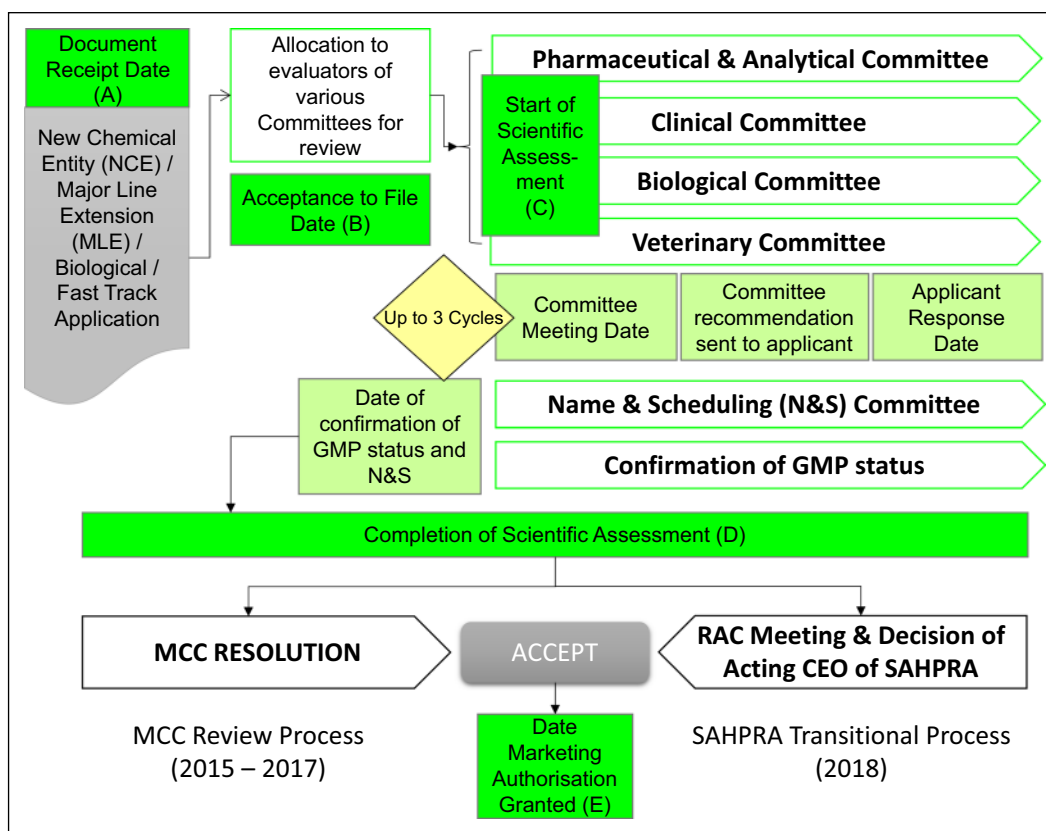 Document
Receipt Date
(A)
New Chemical
Entity (NCE) /
Major Line
Extension
(MLE) /
Biological /
Fast Track
Application
Allocation to
evaluators of
various
Committees for
review
Acceptance to File
Date (B)
Start of
Scientific
Assess-
ment
(C)
Pharmaceutical & Analytical Committee
Clinical Committee
Biological Committee
Veterinary Committee
Up to 3 Cycles
Committee
Meeting Date
Committee
recommendation
sent to applicant
Applicant
Response
Date
Date of
confirmation of
GMP status and
N&S
Name & Scheduling (N&S) Committee
Confirmation of GMP status
Completion of Scientific Assessment (D)
MCC RESOLUTION
ACCEPT
RAC Meeting & Decision of
Acting CEO of SAHPRA
MCC Review Process
(2015 – 2017)
Date
Marketing
Authorisation
Granted (E)
SAHPRA Transitional Process
(2018)